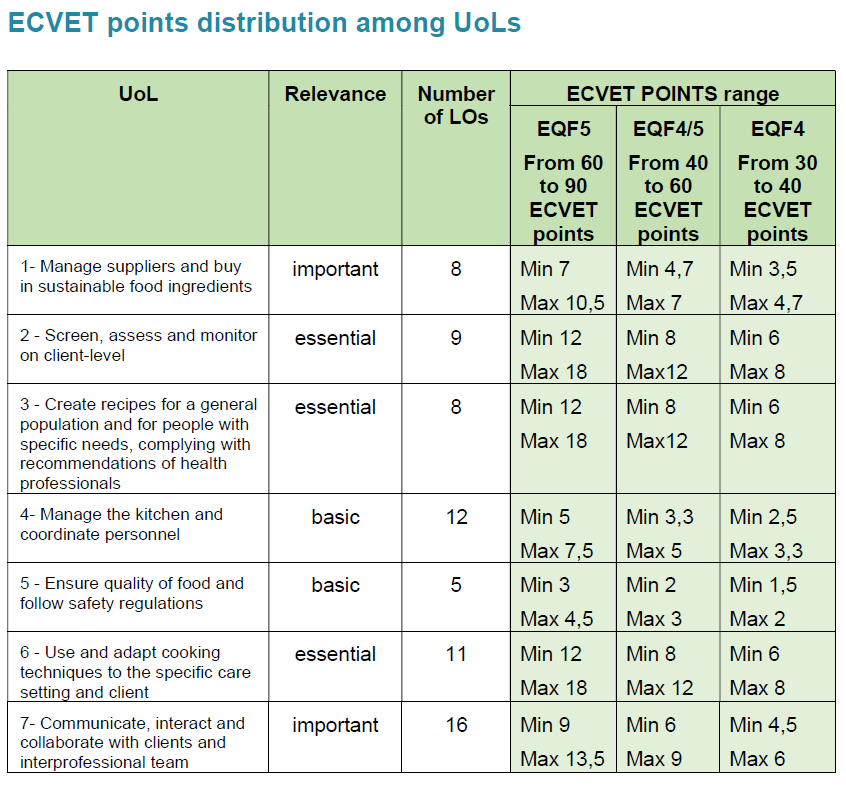 ECVET points distribution among UoLs
UoL
Relevance
Number
of LOs
ECVET POINTS range
EQF5
From 60
to 90
ECVET
points
EQF4/5
From 40
to 60
ECVET
points
EQF4
From 30
to 40
ECVET
points
1- Manage suppliers and buy
in sustainable food ingredients
important
8
Min 7
Max 10,5
Min 4,7
Max 7
Min 3,5
Max 4,7
2 - Screen, assess and monitor
on client-level
essential
9
Min 12
Max 18
Min 8
Max12
Min 6
Max 8
3 - Create recipes for a general
population and for people with
specific needs, complying with
recommendations of health
professionals
essential
8
Min 12
Max 18
Min 8
Max12
Min 6
Max 8
4- Manage the kitchen and
coordinate personnel
basic
12
Min 5
Max 7,5
Min 3,3
Max 5
Min 2,5
Max 3,3
5 - Ensure quality of food and
follow safety regulations
basic
5
Min 3
Max 4,5
Min 2
Max 3
Min 1,5
Max 2
6 - Use and adapt cooking
techniques to the specific care
setting and client
essential
11
Min 12
Max 18
Min 8
Max 12
Min 6
Max 8
7- Communicate, interact and
collaborate with clients and
interprofessional team
important
16
Min 9
Max 13,5
Min 6
Max 9
Min 4,5
Max 6